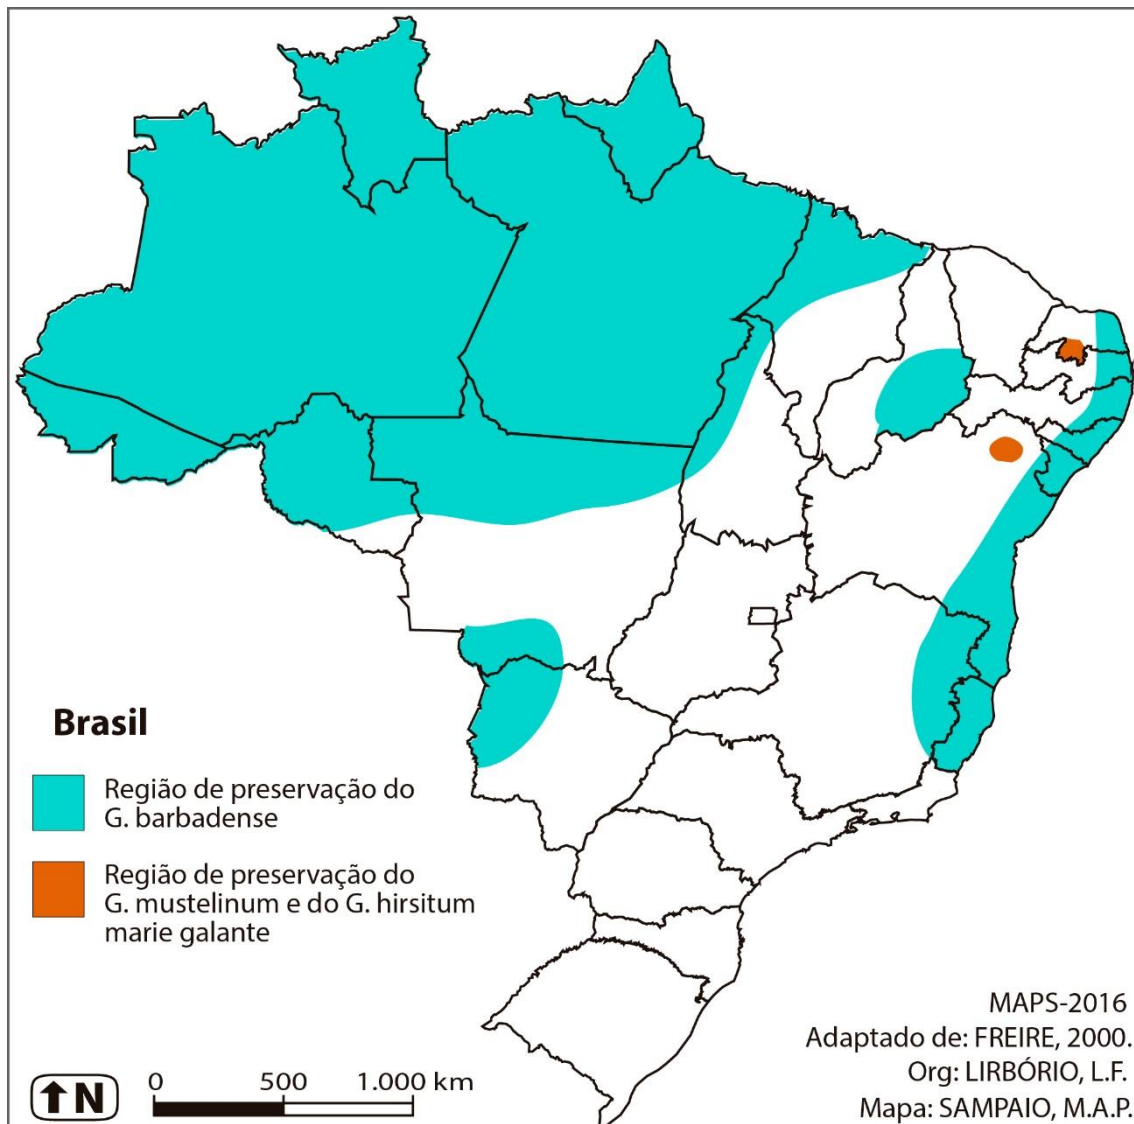 Brasil
Região de preservação do
G. barbadense
Região de preservação do
G. mustelinum e do G. hirsitum
marie galante
N
0 500 1.000 km
MAPS-2016
Adaptado de: FREIRE, 2000.
Org: LIRBÓRIO, L.F.
Mapa: SAMPAIO, M.A.P.